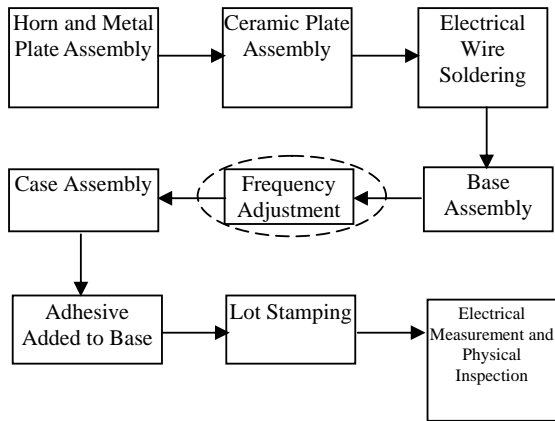 Horn and Metal
Plate Assembly
Ceramic Plate
Assembly
Electrical
Wire
Soldering
Base
Assembly
Frequency
Adjustment
Case Assembly
Adhesive
Added to Base
Lot Stamping
Electrical
Measurement and
Physical
Inspection